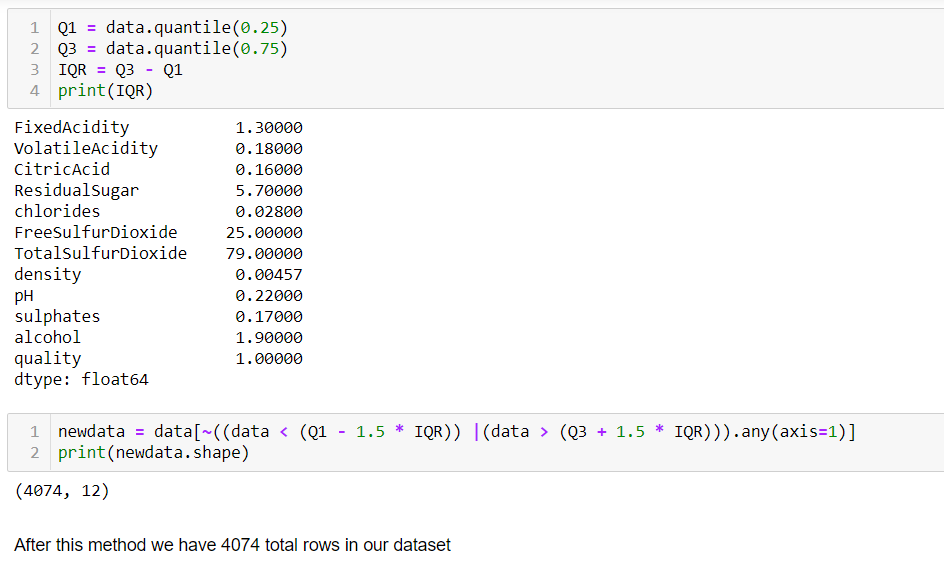 1 Q1 = data.quantile(0.25)
2 Q3 = data.quantile(0.75)
3 IQR = Q3 - Q1
4 print(IQR)
FixedAcidity 1.30000
VolatileAcidity 0.18000
CitricAcid 0.16000
ResidualSugar 5.70000
chlorides 0.02800
FreeSulfurDioxide 25.00000
TotalSulfurDioxide 79.00000
density 0.00457
pH 0.22000
sulphates 0.17000
alcohol 1.90000
quality 1.00000
dtype: float64
1 newdata = data[~((data < (Q1 - 1.5 * IQR)) |(data > (Q3 + 1.5 * IQR))).any(axis=1)]
2 print(newdata.shape)
(4074, 12)
After this method we have 4074 total rows in our dataset